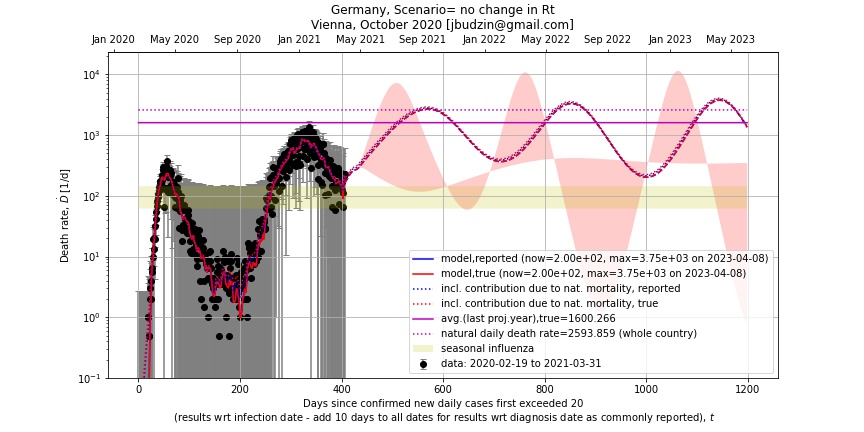 Germany, Scenario= no change in Rt
Vienna, October 2020 [jbudzin@gmail.com]
Jan 2020 May 2020 Sep 2020 Jan 2021 May 2021 Sep 2021 Jan 2022 May 2022 Sep 2022 Jan 2023 May 2023
10⁴
10³
10²
10¹
10⁰
10⁻¹
Death rate, D [1/d]
model,reported (now=2.00e+02, max=3.75e+03 on 2023-04-08)
model,true (now=2.00e+02, max=3.75e+03 on 2023-04-08)
incl. contribution due to nat. mortality, reported
incl. contribution due to nat. mortality, true
avg.(last proj.year),true=1600.266
natural daily death rate=2593.859 (whole country)
seasonal influenza
data: 2020-02-19 to 2021-03-31
0 200 400 600 800 1000 1200
Days since confirmed new daily cases first exceeded 20
(results wrt infection date - add 10 days to all dates for results wrt diagnosis date as commonly reported), t